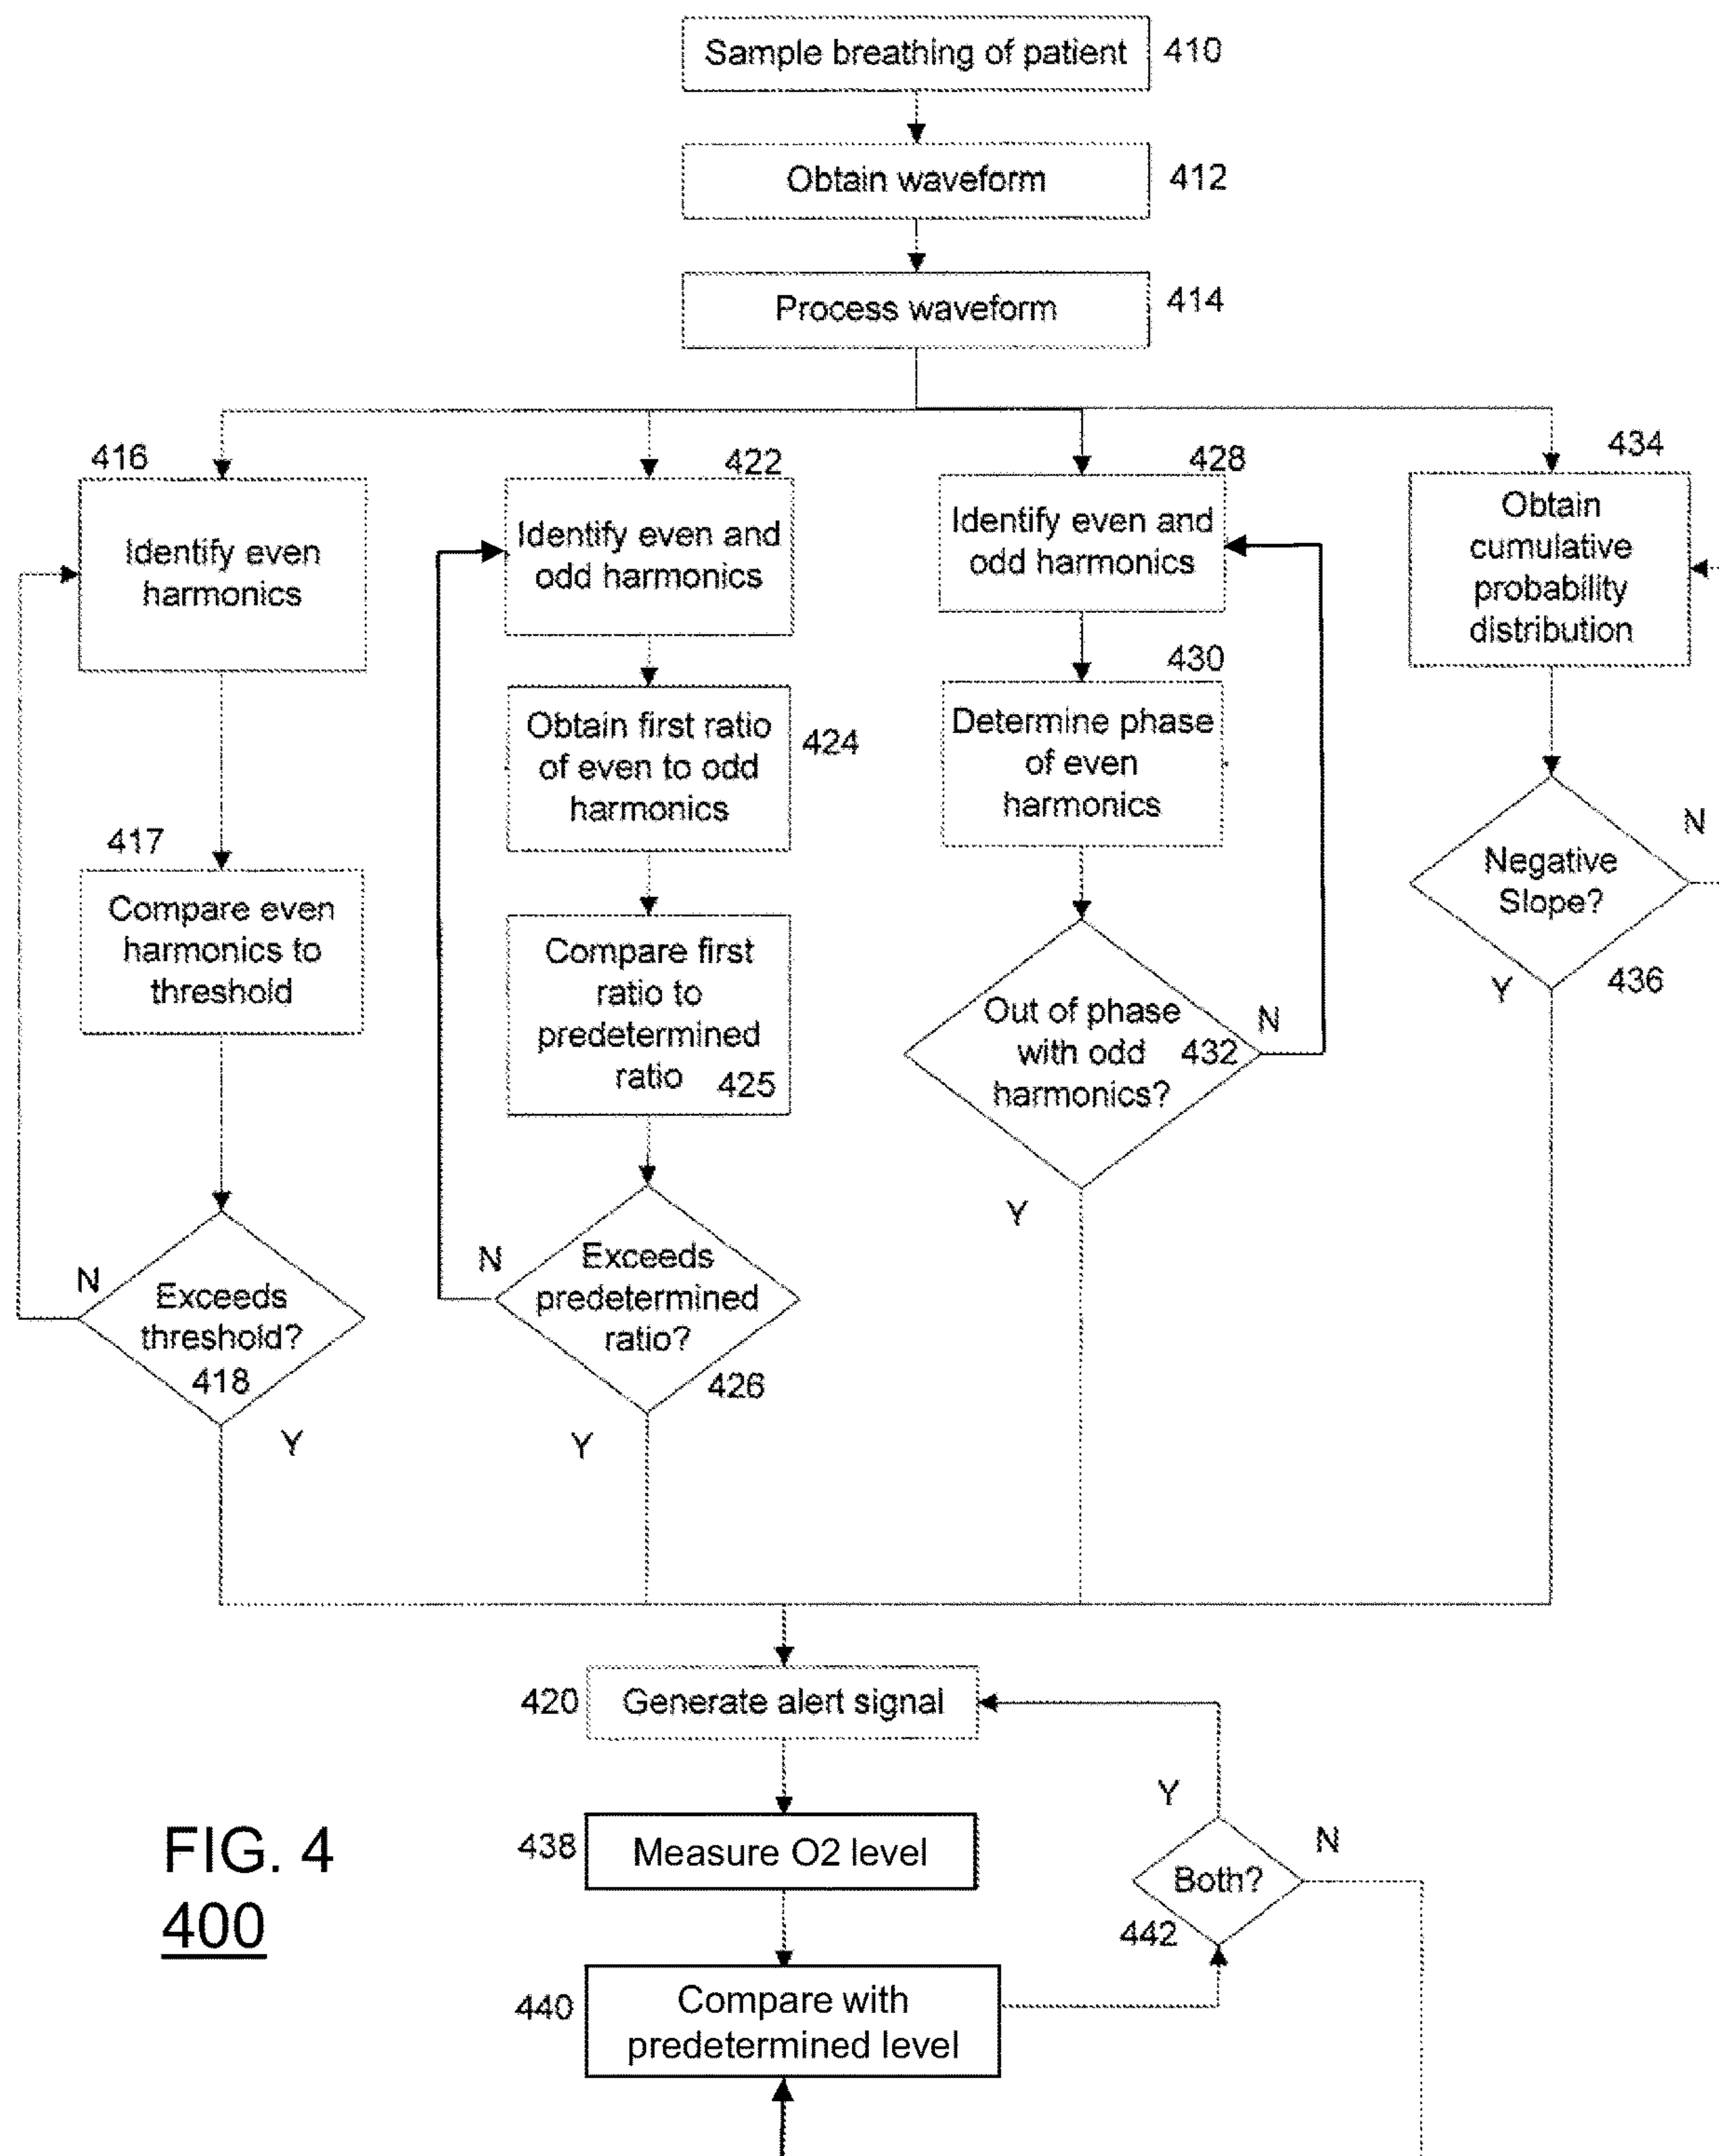 Sample breathing of patient 410
Obtain waveform 412
Process waveform 414
416
Identify even
harmonics
417
Compare even
harmonics to
threshold
N
Exceeds
threshold?
418
Y
422
Identify even and
odd harmonics
Obtain first ratio
of even to odd
harmonics
424
Compare first
ratio to
predetermined
ratio 425
N
Exceeds
predetermined
ratio?
426
Y
428
Identify even and
odd harmonics
430
Determine phase
of even
harmonics
Out of phase
with odd
harmonics?
432
N
Y
434
Obtain
cumulative
probability
distribution
N
Negative
Slope?
436
Y
420 Generate alert signal
438 Measure O2 level
440
Compare with
predetermined level
Y
N
Both?
442
FIG. 4
400